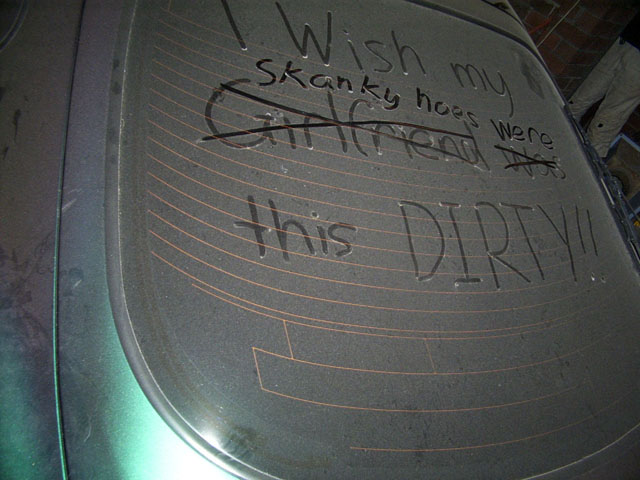 I Wish my
Skanky hoes were
Girlfriend was
this DIRTY!!